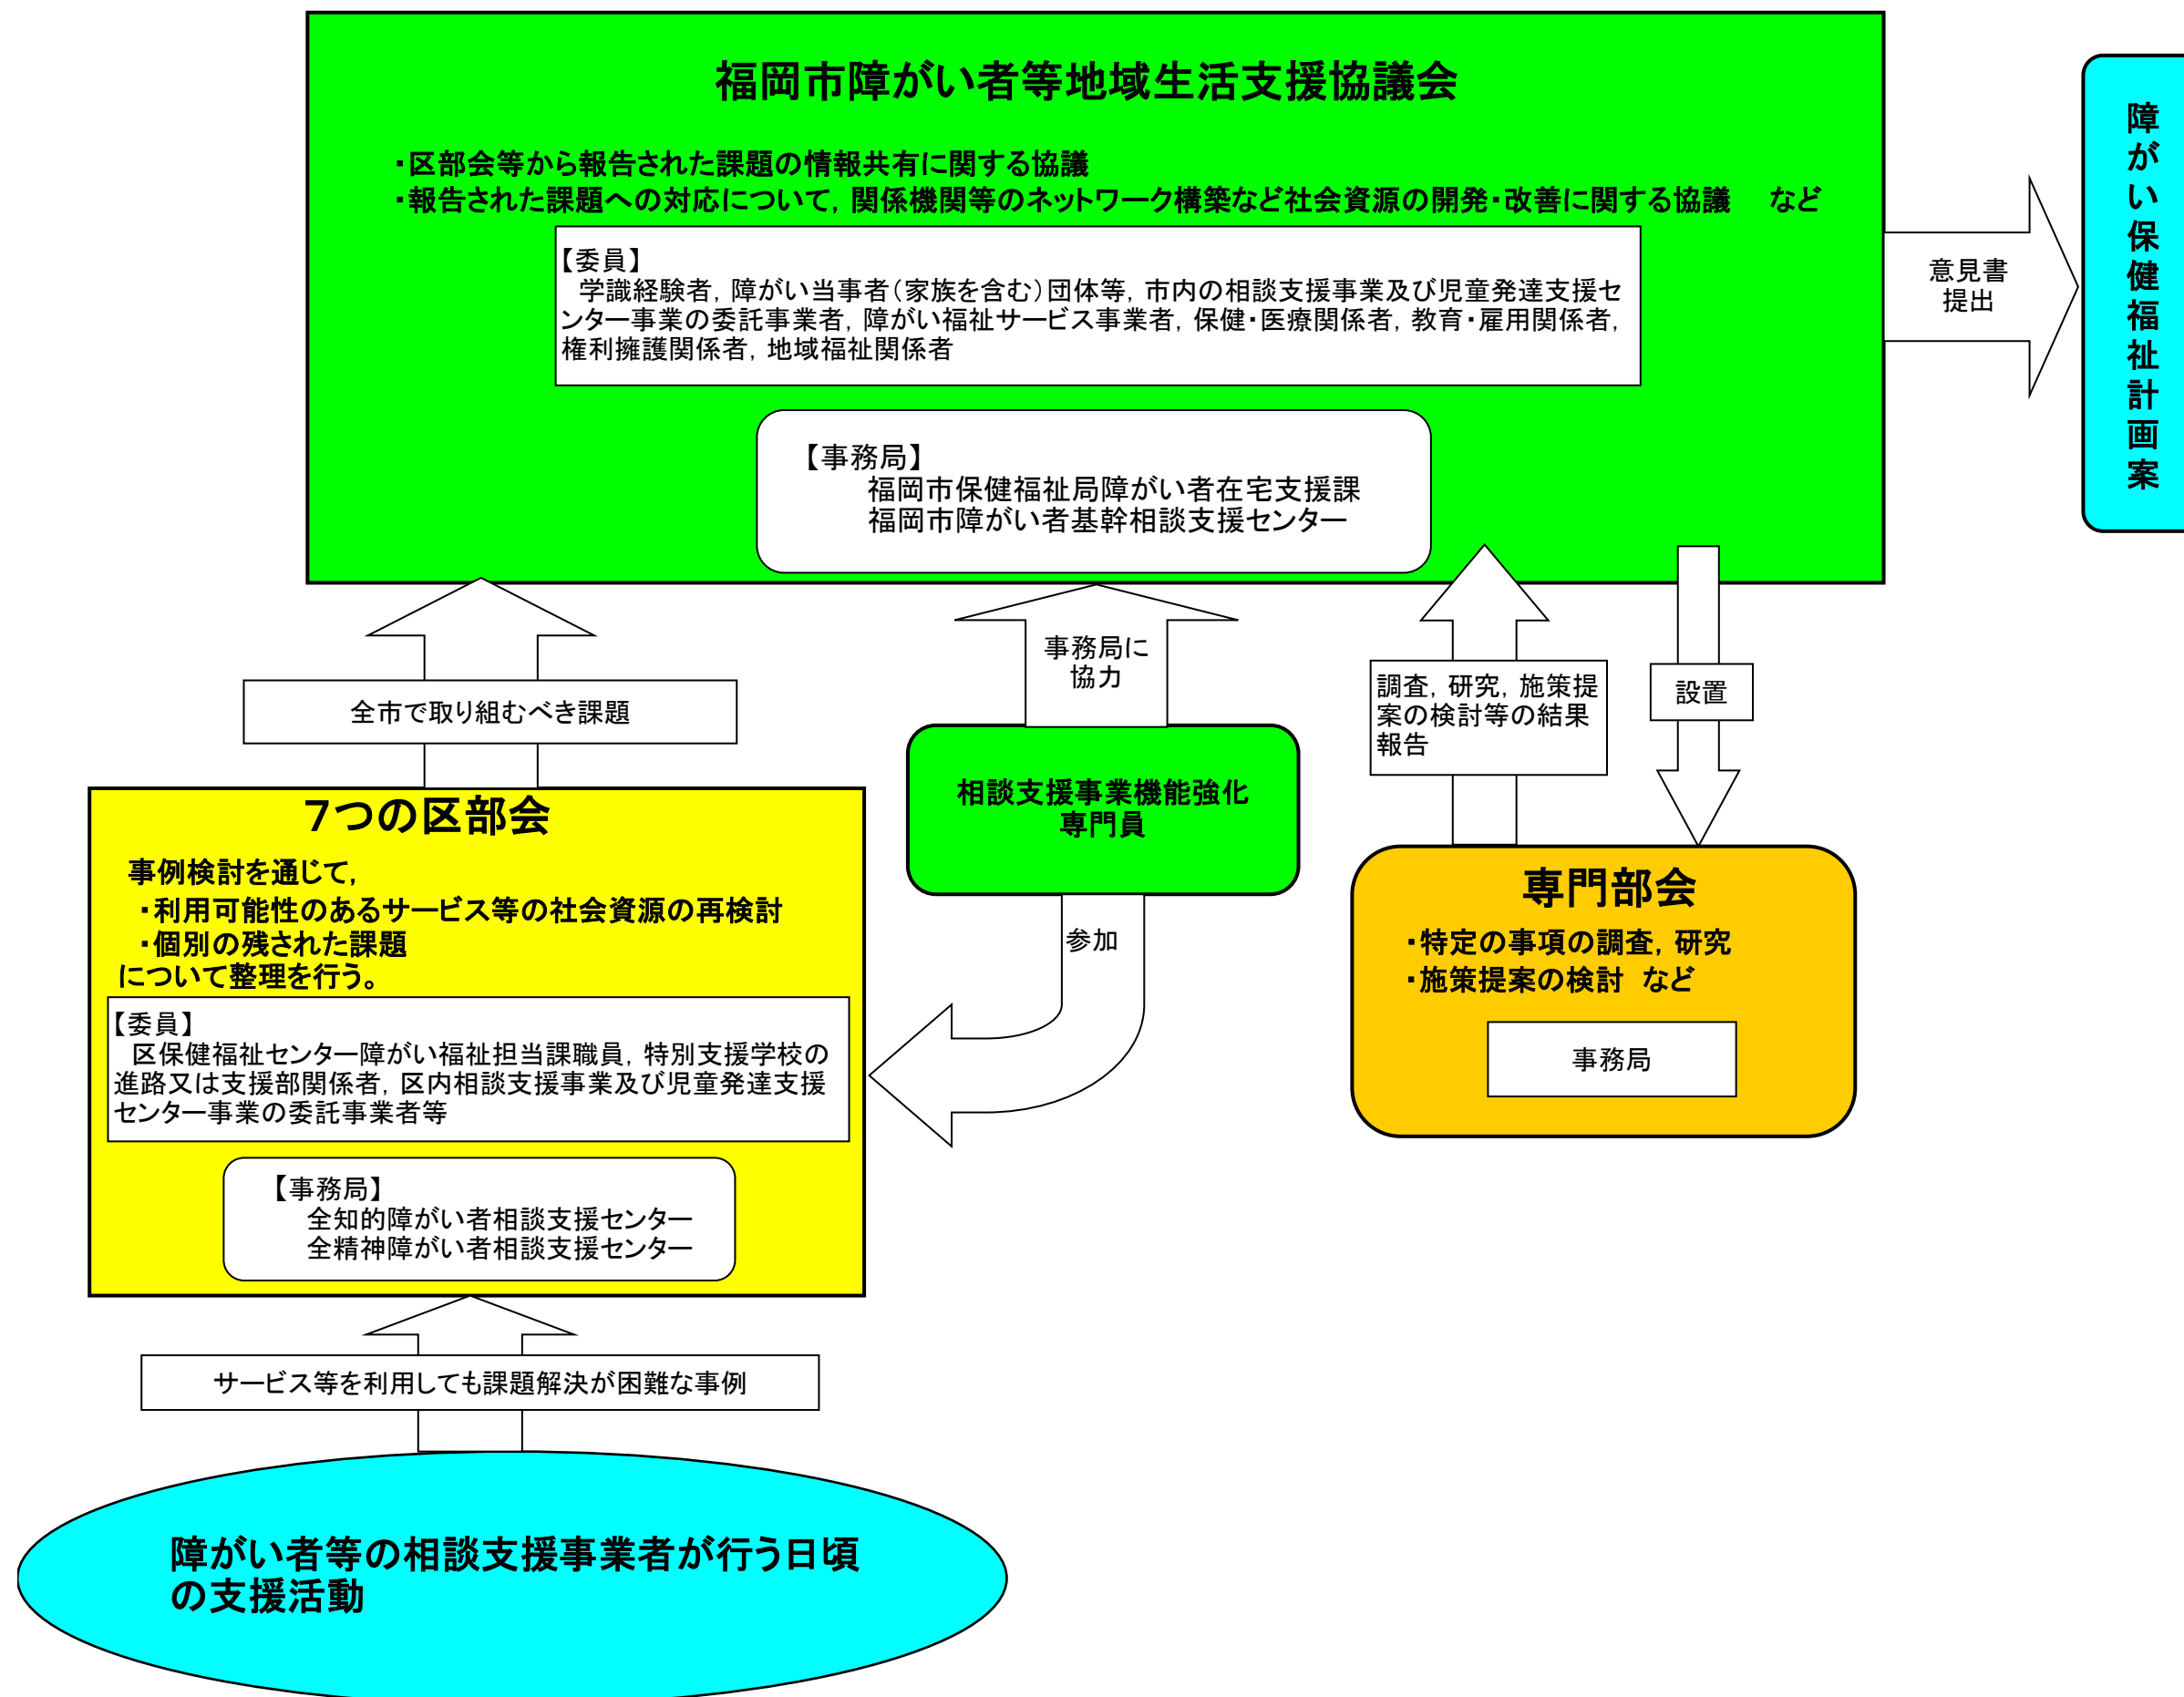 福岡市障がい者等地域生活支援協議会
・区部会等から報告された課題の情報共有に関する協議
・報告された課題への対応について，関係機関等のネットワーク構築など社会資源の開発・改善に関する協議　など
【委員】
学識経験者，障がい当事者（家族を含む）団体等，市内の相談支援事業及び児童発達支援セ
ンター事業の委託事業者，障がい福祉サービス事業者，保健・医療関係者，教育・雇用関係者，
権利擁護関係者，地域福祉関係者
【事務局】
福岡市保健福祉局障がい者在宅支援課
福岡市障がい者基幹相談支援センター
意見書
提出
障がい保健福祉計画案
全市で取り組むべき課題
事務局に
協力
調査，研究，施策提
案の検討等の結果
報告
設置
7つの区部会
事例検討を通じて，
・利用可能性のあるサービス等の社会資源の再検討
・個別の残された課題
について整理を行う。
【委員】
区保健福祉センター障がい福祉担当課職員，特別支援学校の
進路又は支援部関係者，区内相談支援事業及び児童発達支援
センター事業の委託事業者等
【事務局】
全知的障がい者相談支援センター
全精神障がい者相談支援センター
相談支援事業機能強化
専門員
参加
専門部会
・特定の事項の調査，研究
・施策提案の検討　など
事務局
サービス等を利用しても課題解決が困難な事例
障がい者等の相談支援事業者が行う日頃
の支援活動